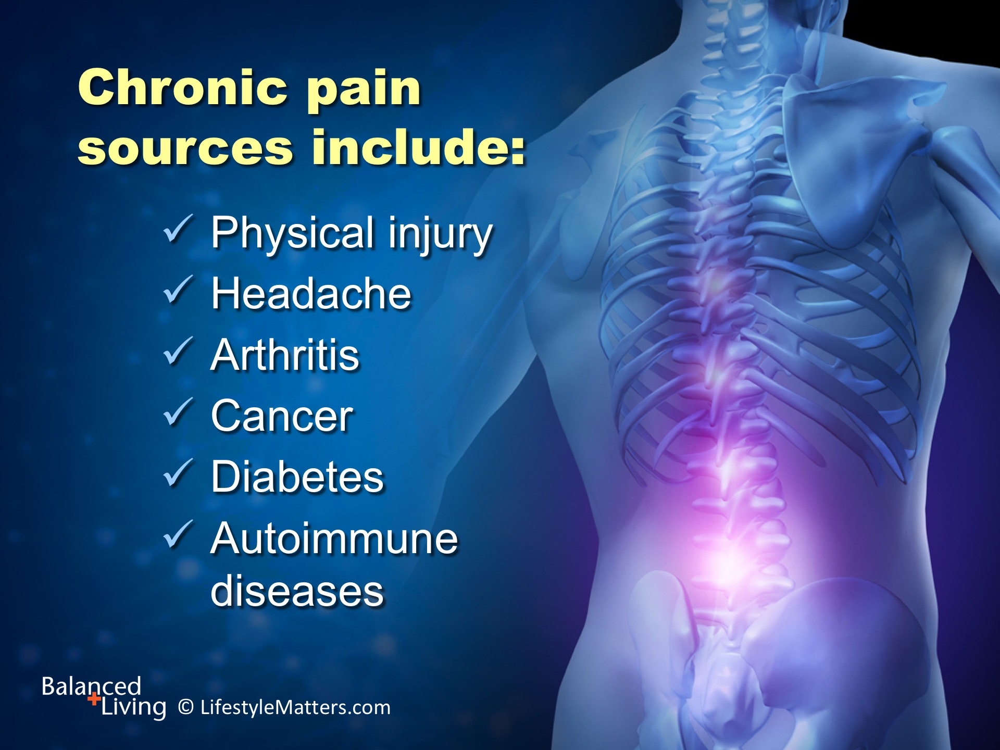 Chronic pain
sources include:
✓ Physical injury
✓ Headache
✓ Arthritis
✓ Cancer
✓ Diabetes
✓ Autoimmune
diseases
Balanced
+Living © LifestyleMatters.com